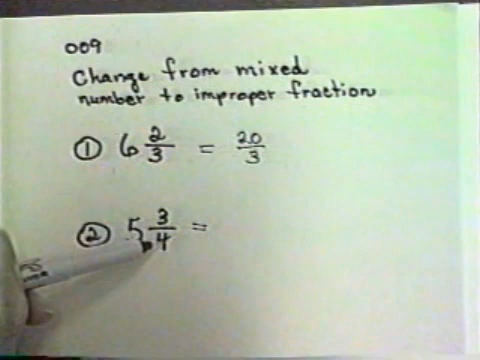 009
Change from mixed
number to improper fraction
① 6 2/3 = 20/3
② 5 3/4 =